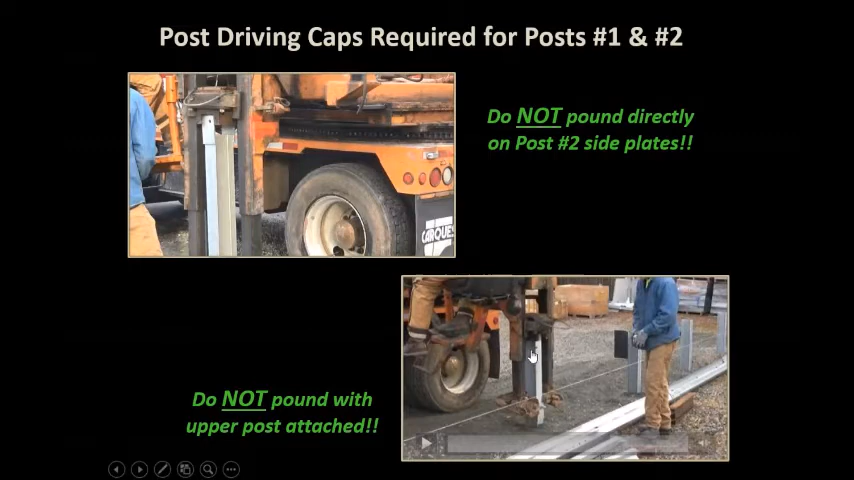 Post Driving Caps Required for Posts #1 & #2
Do NOT pound directly
on Post #2 side plates!!
CARQUES
Do NOT pound with
upper post attached!!